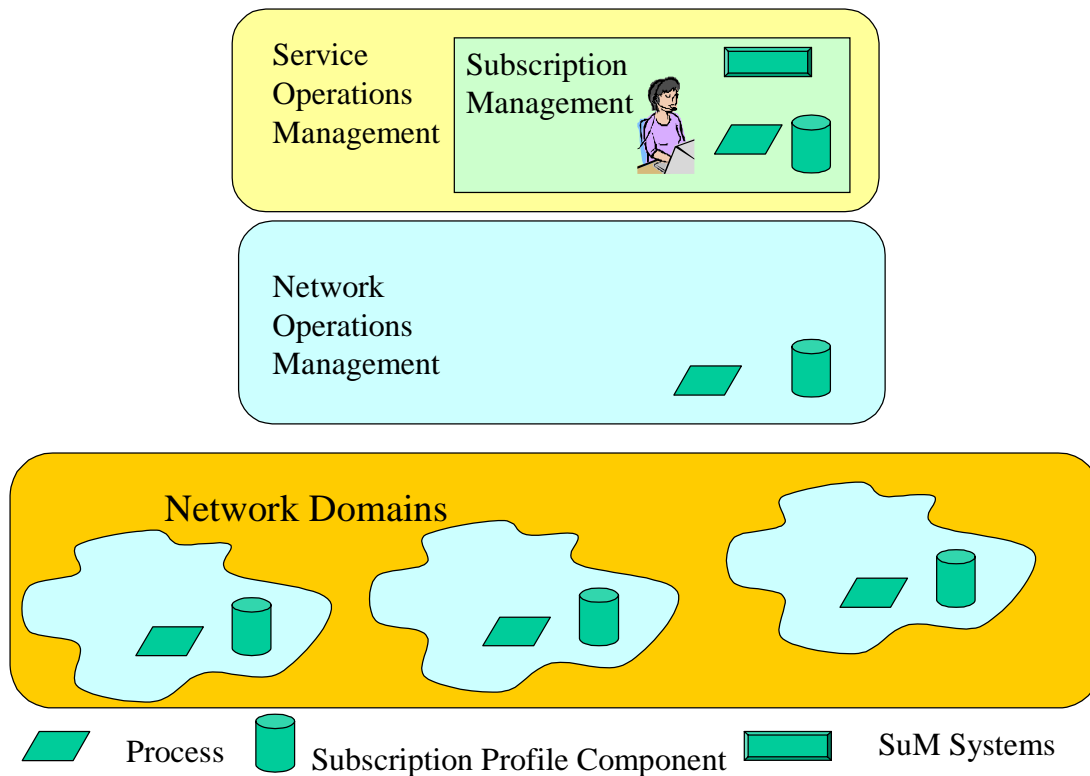 Service
Operations
Management
Subscription
Management
Network
Operations
Management
Network Domains
Process
Subscription Profile Component
SuM Systems